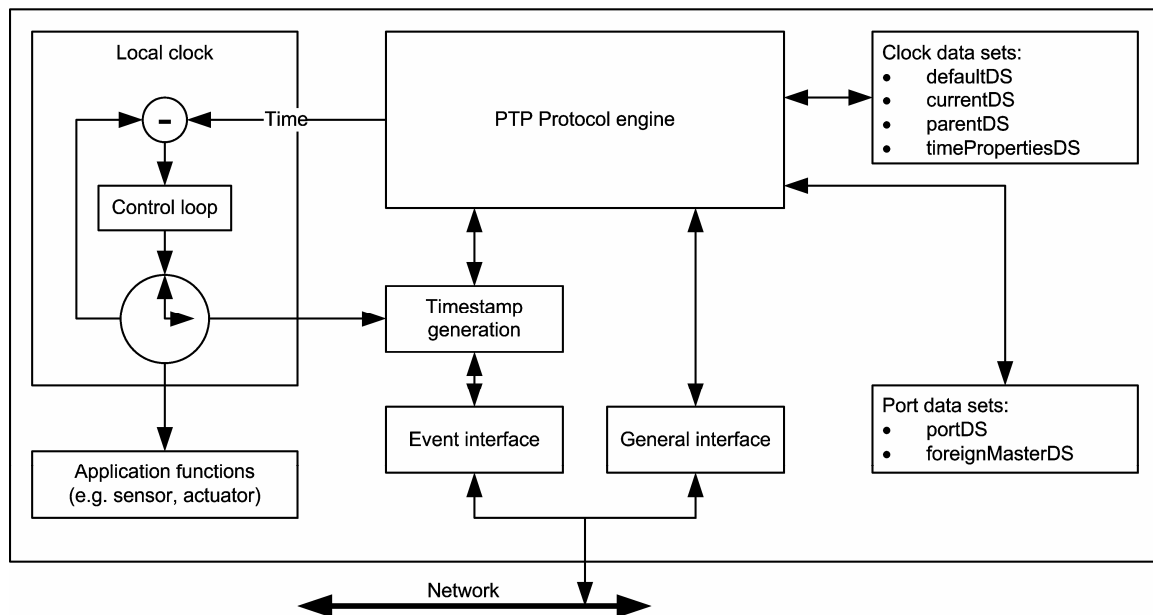 Local clock
-
Time
Control loop
PTP Protocol engine
Clock data sets:
• defaultDS
• currentDS
• parentDS
• timePropertiesDS
Timestamp
generation
Event interface
General interface
Port data sets:
• portDS
• foreignMasterDS
Application functions
(e.g. sensor, actuator)
Network